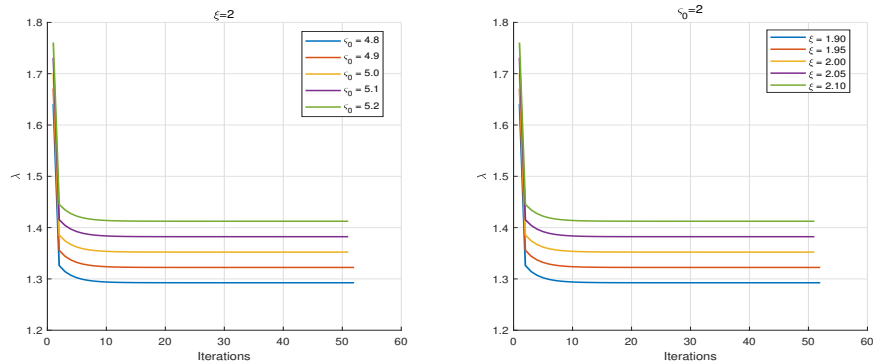 ξ=2
1.8
1.7
1.6
1.5
1.4
1.3
1.2
λ
0
10
20
30
40
50
60
Iterations
ς0 = 4.8
ς0 = 4.9
ς0 = 5.0
ς0 = 5.1
ς0 = 5.2
ς0=2
1.8
1.7
1.6
1.5
1.4
1.3
1.2
λ
0
10
20
30
40
50
60
Iterations
ξ = 1.90
ξ = 1.95
ξ = 2.00
ξ = 2.05
ξ = 2.10